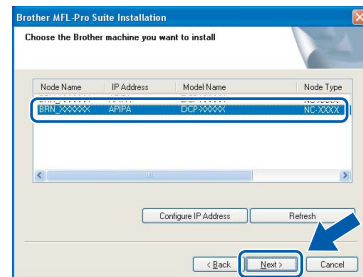 Brother MFL-Pro Suite Installation
Choose the Brother machine you want to install
Node Name IP Address Model Name Node Type
BRN_XXXXXX APIPA DCP-XXXXX NC-XXXX
Configure IP Address Refresh
< Back Next > Cancel